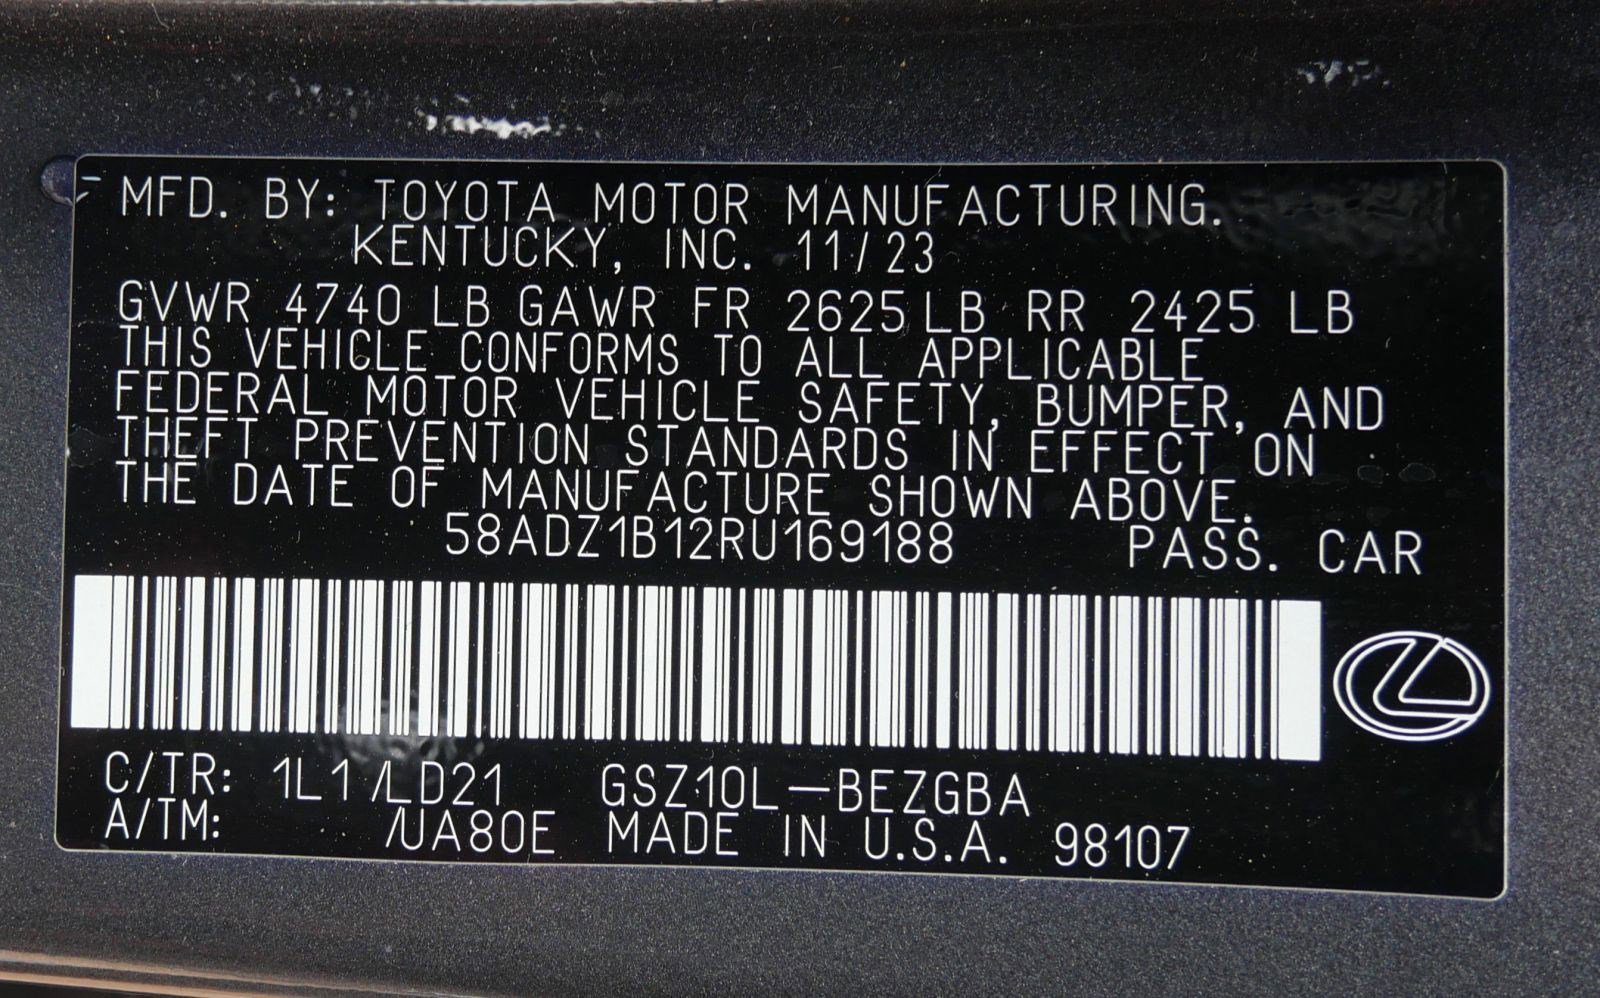 MFD. BY: TOYOTA MOTOR MANUFACTURING.
KENTUCKY, INC. 11/23
GVWR 4740 LB GAWR FR 2625 LB RR 2425 LB
THIS VEHICLE CONFORMS TO ALL APPLICABLE
FEDERAL MOTOR VEHICLE SAFETY, BUMPER, AND
THEFT PREVENTION STANDARDS IN EFFECT ON
THE DATE OF MANUFACTURE SHOWN ABOVE.
58ADZ1B12RU169188 PASS. CAR
C/TR: 1L1/LD21 GSZ10L-BEZGBA
A/TM: /UA80E MADE IN U.S.A. 98107